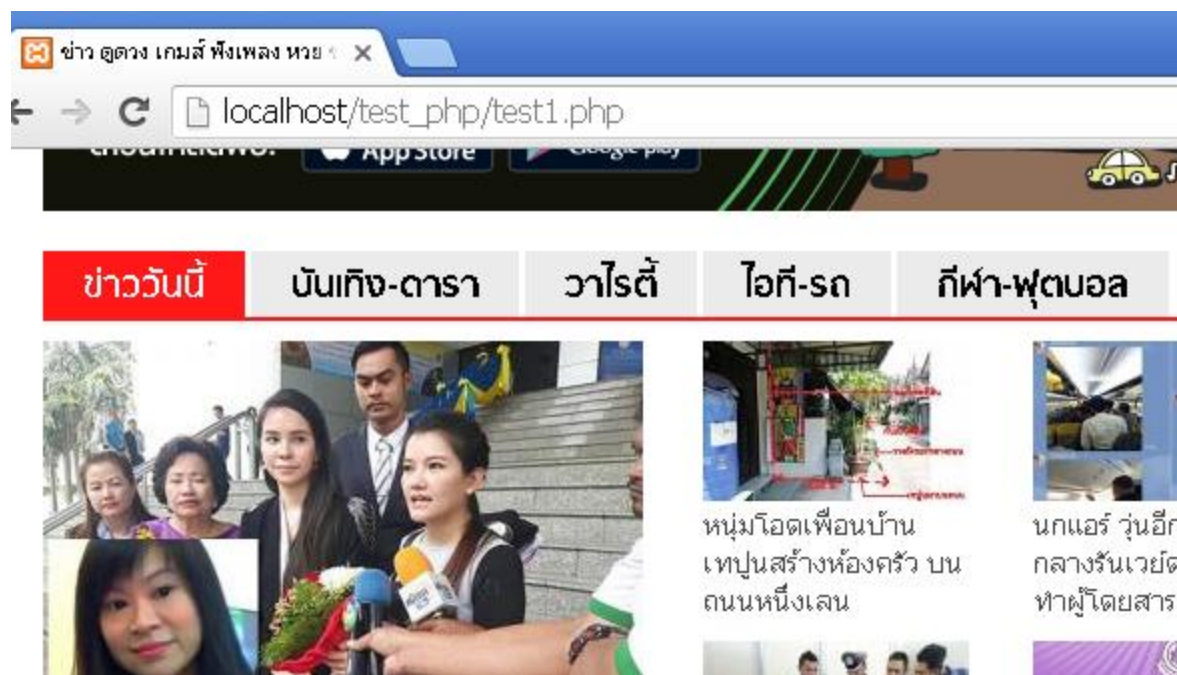 ข่าว ดูดวง เกมส์ ฟังเพลง หวย
localhost/test_php/test1.php
App Store
Google play
ข่าววันนี้
บันเทิง-ดารา
วาไรตี้
ไอที-รถ
กีฬา-ฟุตบอล
หนุ่มโอดเพื่อนบ้าน
เทปูนสร้างห้องครัว บน
ถนนหนึ่งเลน
นกแอร์ วุ่นอีก
กลางรันเวย์
ทำผู้โดยสาร